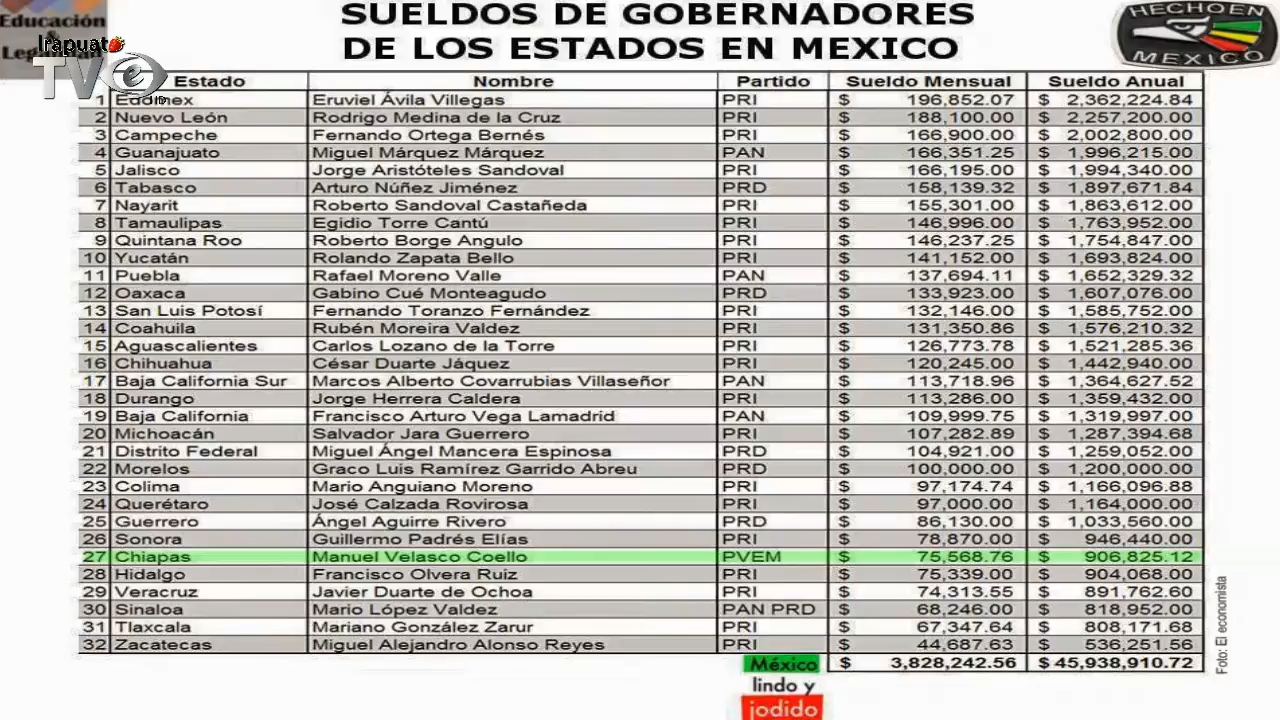 SUELDOS DE GOBERNADORES
DE LOS ESTADOS EN MEXICO
Educación
&
Irapuato
TV
HD
HECHO EN
MEXICO
Estado Nombre Partido Sueldo Mensual Sueldo Anual
1 Edomex Eruviel Ávila Villegas PRI $ 196,852.07 $ 2,362,224.84
2 Nuevo León Rodrigo Medina de la Cruz PRI $ 188,100.00 $ 2,257,200.00
3 Campeche Fernando Ortega Bernés PRI $ 166,900.00 $ 2,002,800.00
4 Guanajuato Miguel Márquez Márquez PAN $ 166,351.25 $ 1,996,215.00
5 Jalisco Jorge Aristóteles Sandoval PRI $ 166,195.00 $ 1,994,340.00
6 Tabasco Arturo Núñez Jiménez PRD $ 158,139.32 $ 1,897,671.84
7 Nayarit Roberto Sandoval Castañeda PRI $ 155,301.00 $ 1,863,612.00
8 Tamaulipas Egidio Torre Cantú PRI $ 146,996.00 $ 1,763,952.00
9 Quintana Roo Roberto Borge Angulo PRI $ 146,237.25 $ 1,754,847.00
10 Yucatán Rolando Zapata Bello PRI $ 141,152.00 $ 1,693,824.00
11 Puebla Rafael Moreno Valle PAN $ 137,694.11 $ 1,652,329.32
12 Oaxaca Gabino Cué Monteagudo PRD $ 133,923.00 $ 1,607,076.00
13 San Luis Potosí Fernando Toranzo Fernández PRI $ 132,146.00 $ 1,585,752.00
14 Coahuila Rubén Moreira Valdez PRI $ 131,350.86 $ 1,576,210.32
15 Aguascalientes Carlos Lozano de la Torre PRI $ 126,773.78 $ 1,521,285.36
16 Chihuahua César Duarte Jáquez PRI $ 120,245.00 $ 1,442,940.00
17 Baja California Sur Marcos Alberto Covarrubias Villaseñor PAN $ 113,718.96 $ 1,364,627.52
18 Durango Jorge Herrera Caldera PRI $ 113,286.00 $ 1,359,432.00
19 Baja California Francisco Arturo Vega Lamadrid PAN $ 109,999.75 $ 1,319,997.00
20 Michoacán Salvador Jara Guerrero PRI $ 107,282.89 $ 1,287,394.68
21 Distrito Federal Miguel Ángel Mancera Espinosa PRD $ 104,921.00 $ 1,259,052.00
22 Morelos Graco Luis Ramírez Garrido Abreu PRD $ 100,000.00 $ 1,200,000.00
23 Colima Mario Anguiano Moreno PRI $ 97,174.74 $ 1,166,096.88
24 Querétaro José Calzada Rovirosa PRI $ 97,000.00 $ 1,164,000.00
25 Guerrero Ángel Aguirre Rivero PRD $ 86,130.00 $ 1,033,560.00
26 Sonora Guillermo Padrés Elías PRI $ 78,870.00 $ 946,440.00
27 Chiapas Manuel Velasco Coello PVEM $ 75,568.76 $ 906,825.12
28 Hidalgo Francisco Olvera Ruiz PRI $ 75,339.00 $ 904,068.00
29 Veracruz Javier Duarte de Ochoa PRI $ 74,313.55 $ 891,762.60
30 Sinaloa Mario López Valdez PAN PRD $ 68,246.00 $ 818,952.00
31 Tlaxcala Mariano González Zarur PRI $ 67,347.64 $ 808,171.68
32 Zacatecas Miguel Alejandro Alonso Reyes PRI $ 44,687.63 $ 536,251.56
$ 3,828,242.56 $ 45,938,910.72
México
lindo y
jodido
Foto: El economista